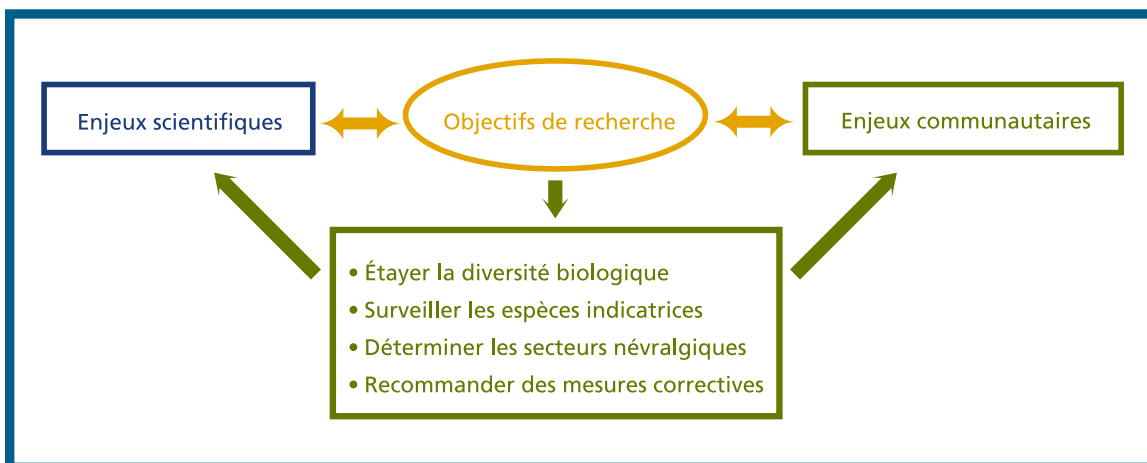 Enjeux scientifiques
Objectifs de recherche
Enjeux communautaires
• Étayer la diversité biologique
• Surveiller les espèces indicatrices
• Déterminer les secteurs névralgiques
• Recommander des mesures correctives